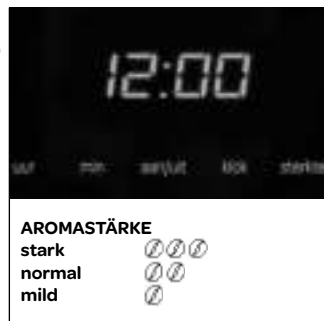 12:00
uur min aan/uit klok sterkte
AROMASTÄRKE
stark
normal
mild